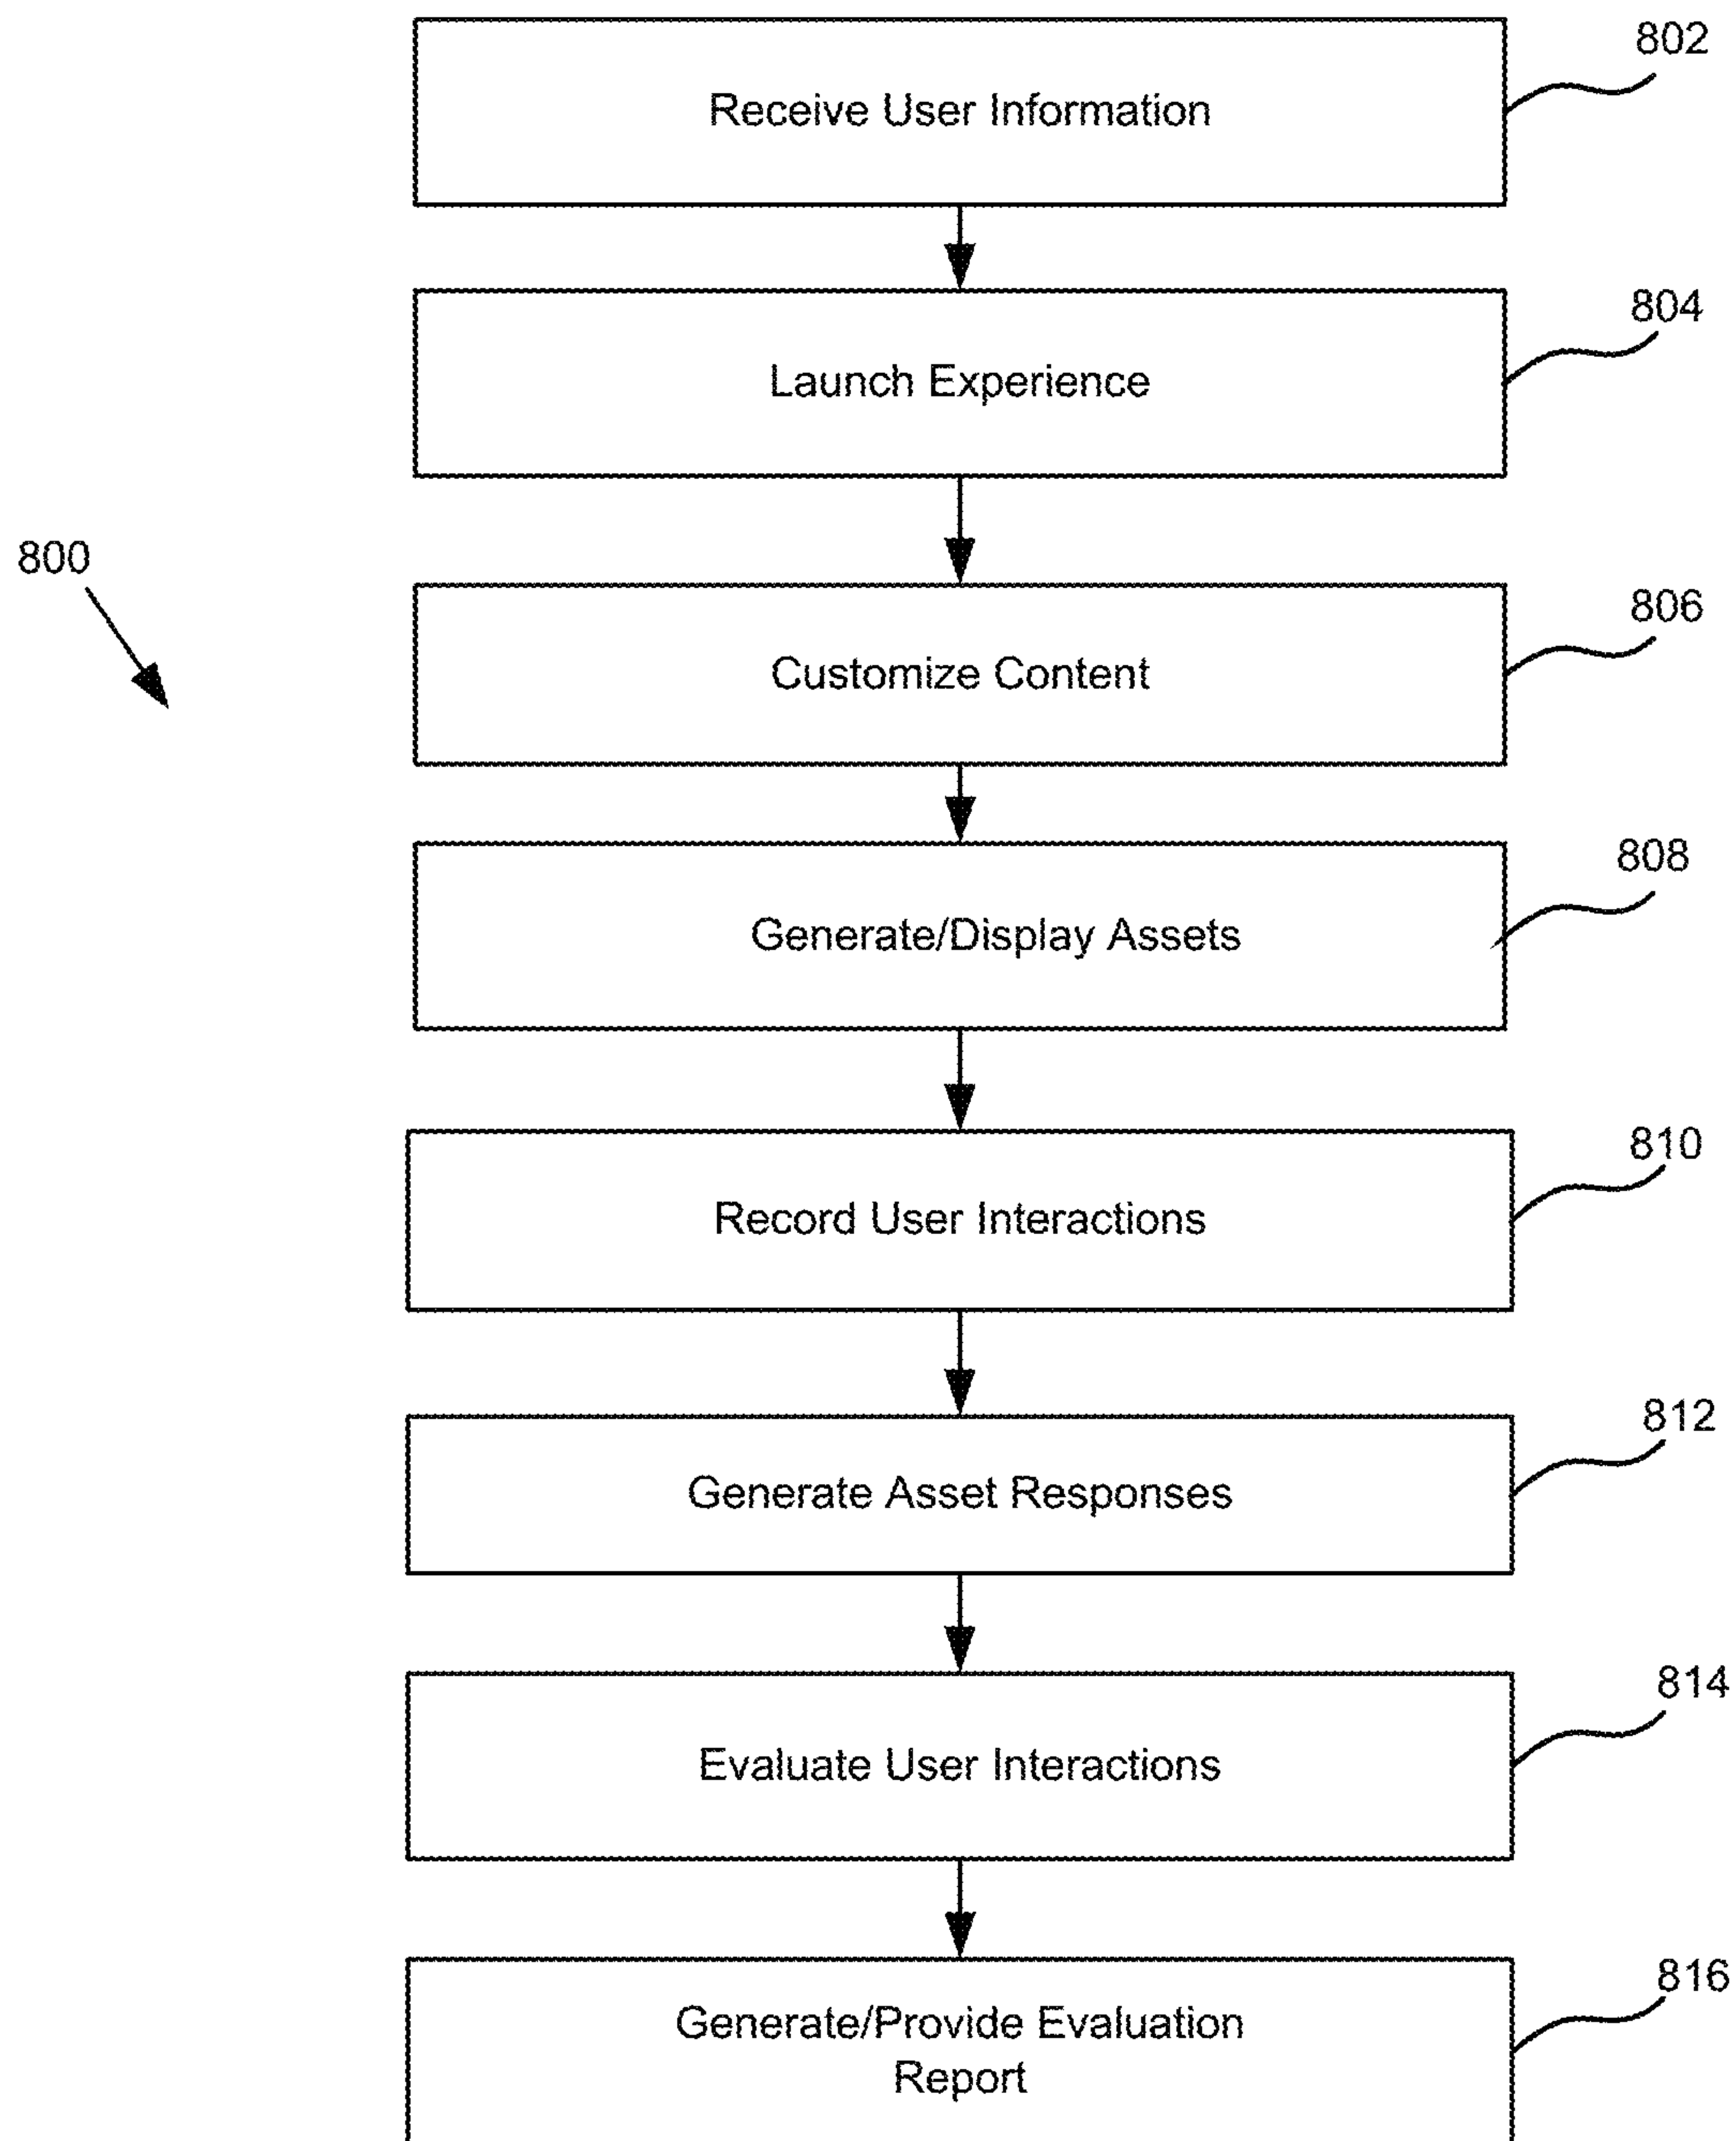 802
Receive User Information
804
Launch Experience
800
806
Customize Content
808
Generate/Display Assets
810
Record User Interactions
812
Generate Asset Responses
814
Evaluate User Interactions
816
Generate/Provide Evaluation
Report